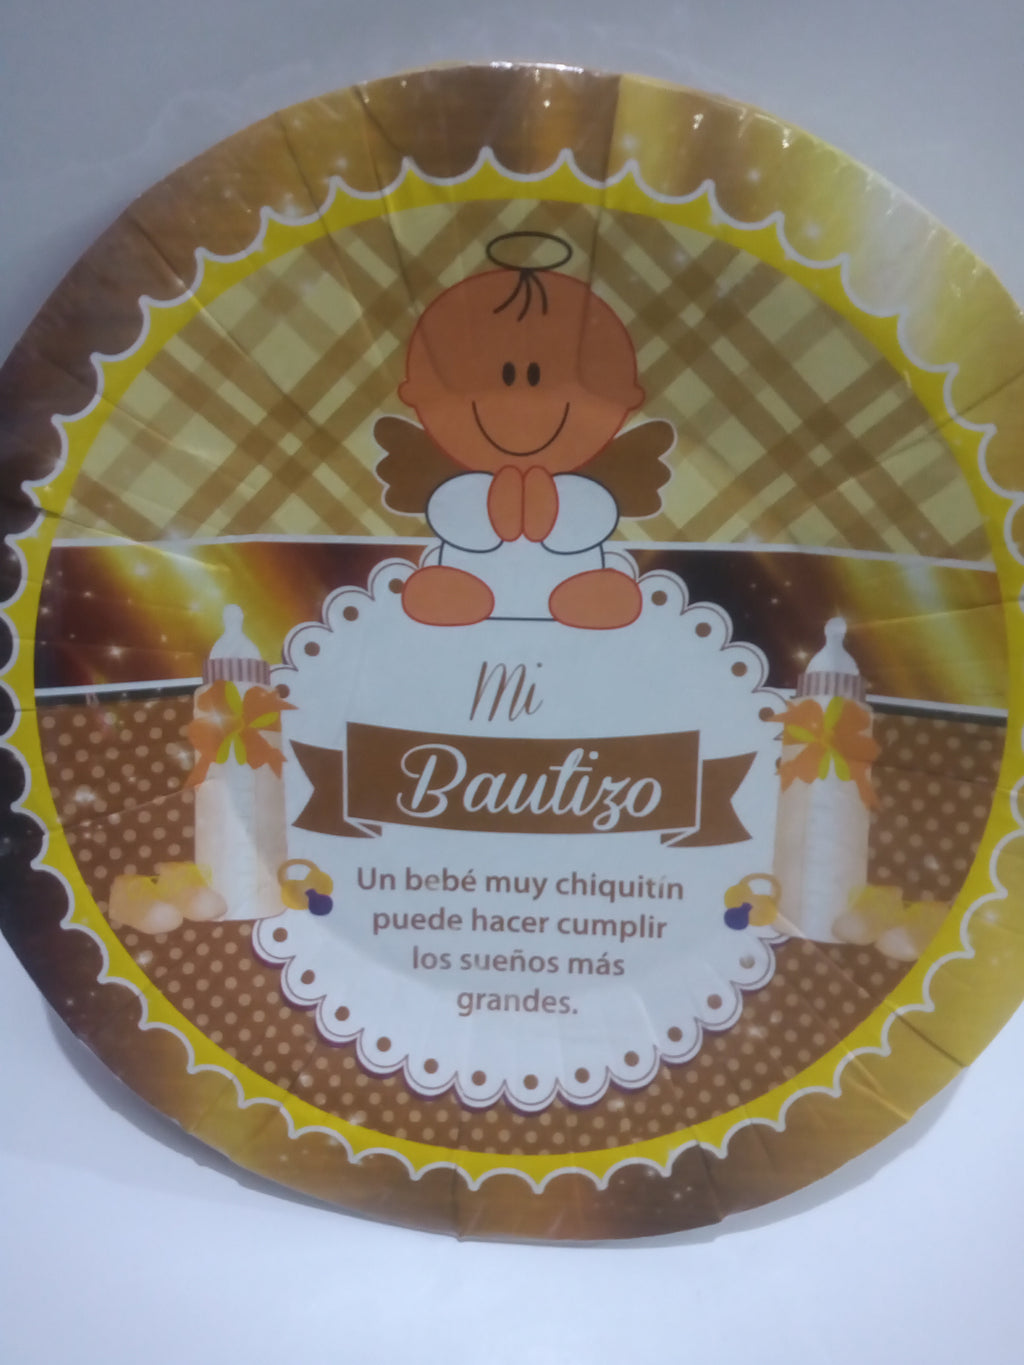 Mi
Bautizo
Un bebé muy chiquitín
puede hacer cumplir
los sueños más
grandes.